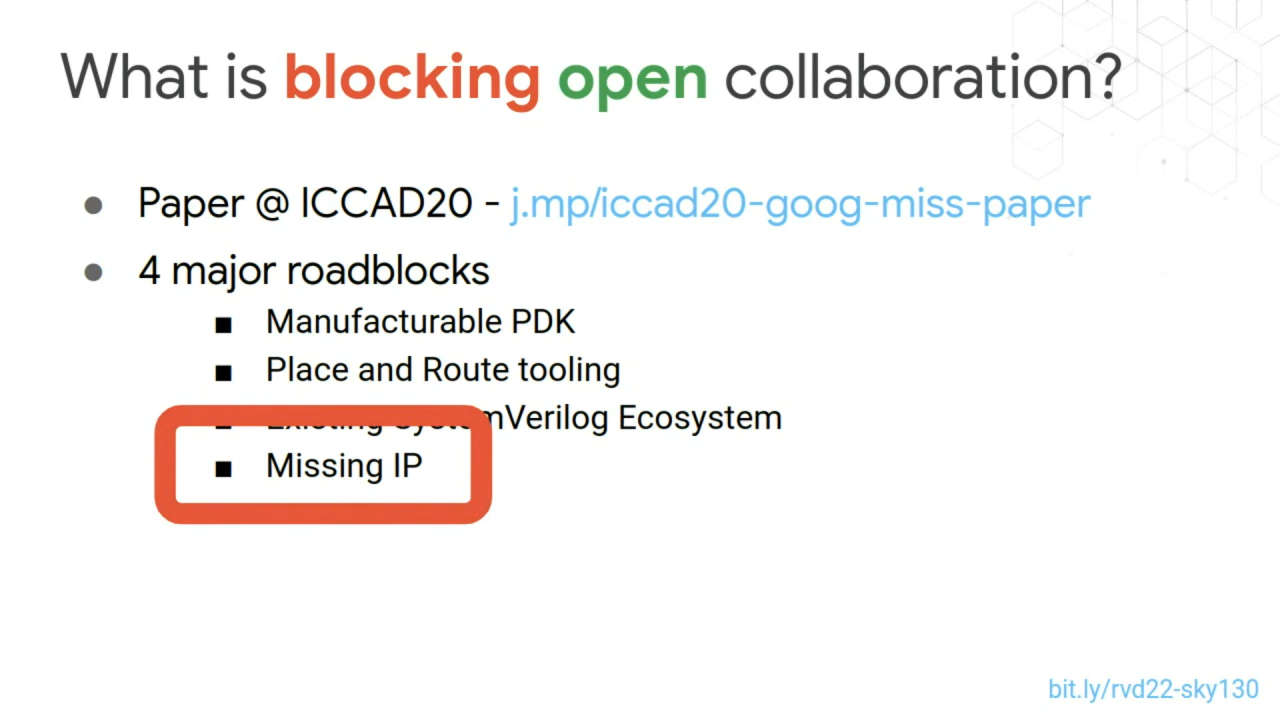 What is blocking open collaboration?
● Paper @ ICCAD20 - j.mp/iccad20-goog-miss-paper
● 4 major roadblocks
■ Manufacturable PDK
■ Place and Route tooling
■ Existing SystemVerilog Ecosystem
■ Missing IP
bit.ly/rvd22-sky130